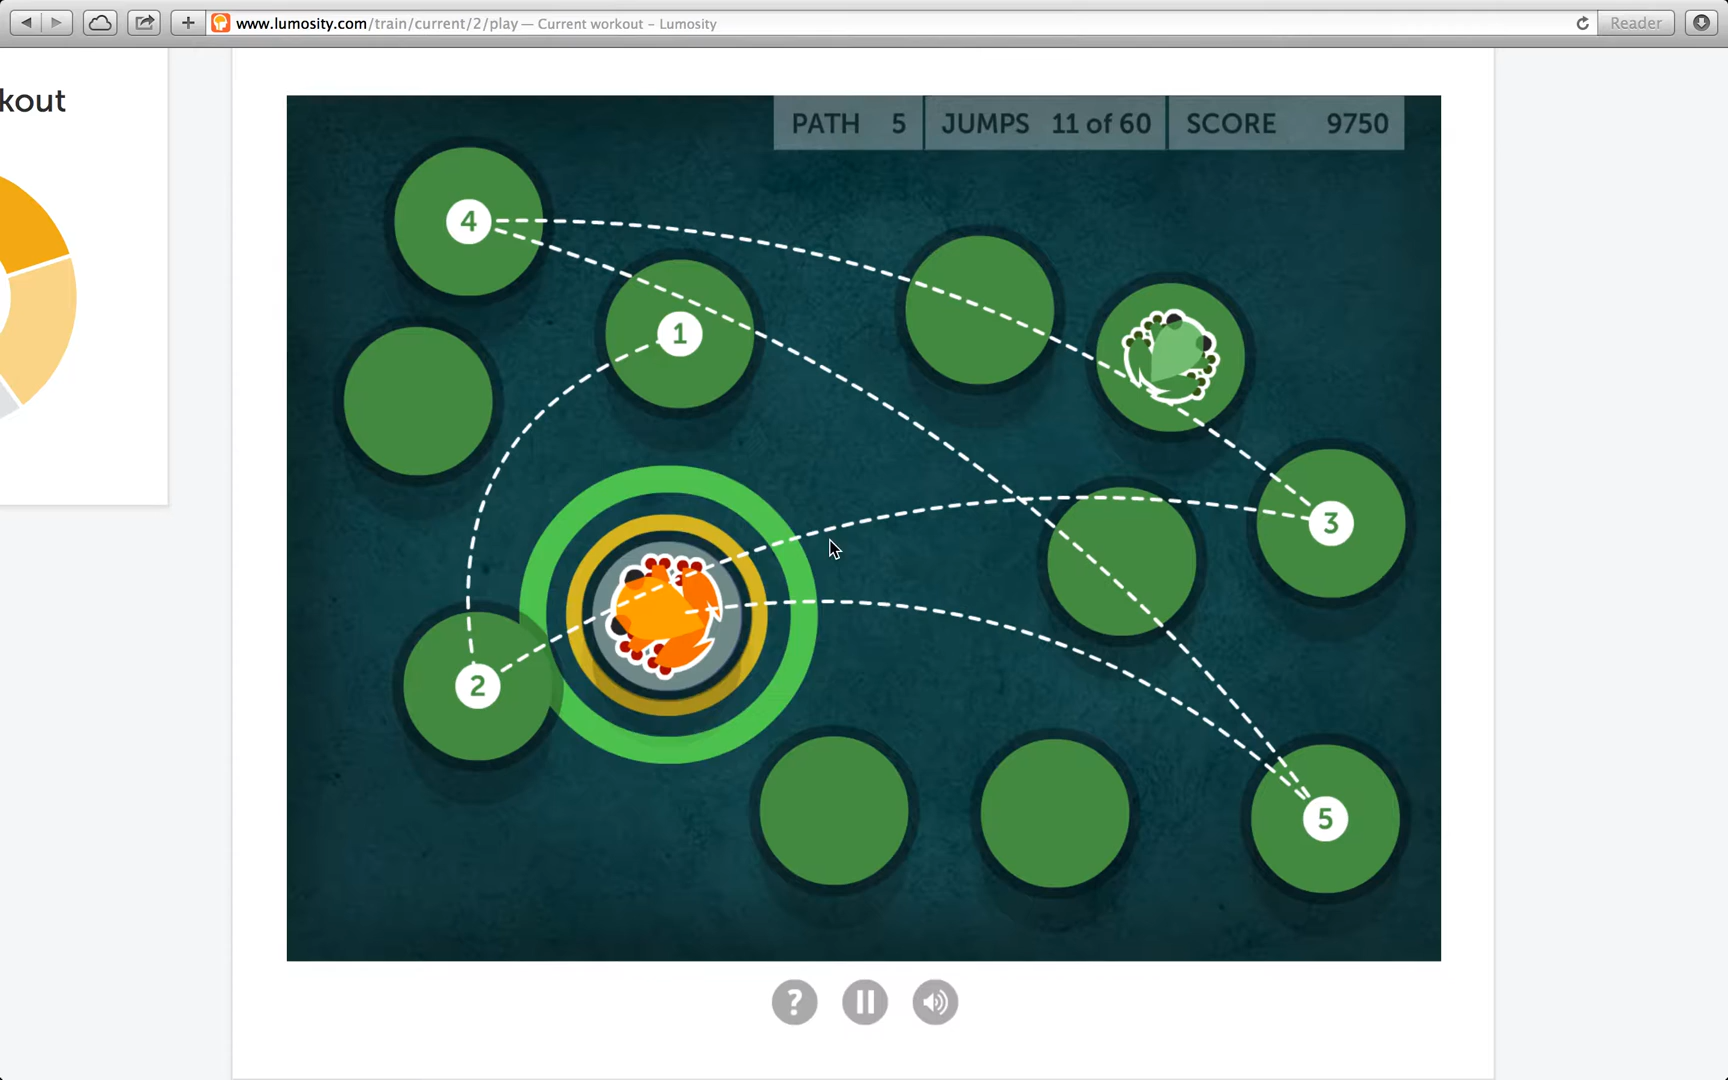 www.lumosity.com/train/current/2/play — Current workout – Lumosity
Reader
kout
PATH 5 JUMPS 11 of 60 SCORE 9750
4
1
3
2
5
?